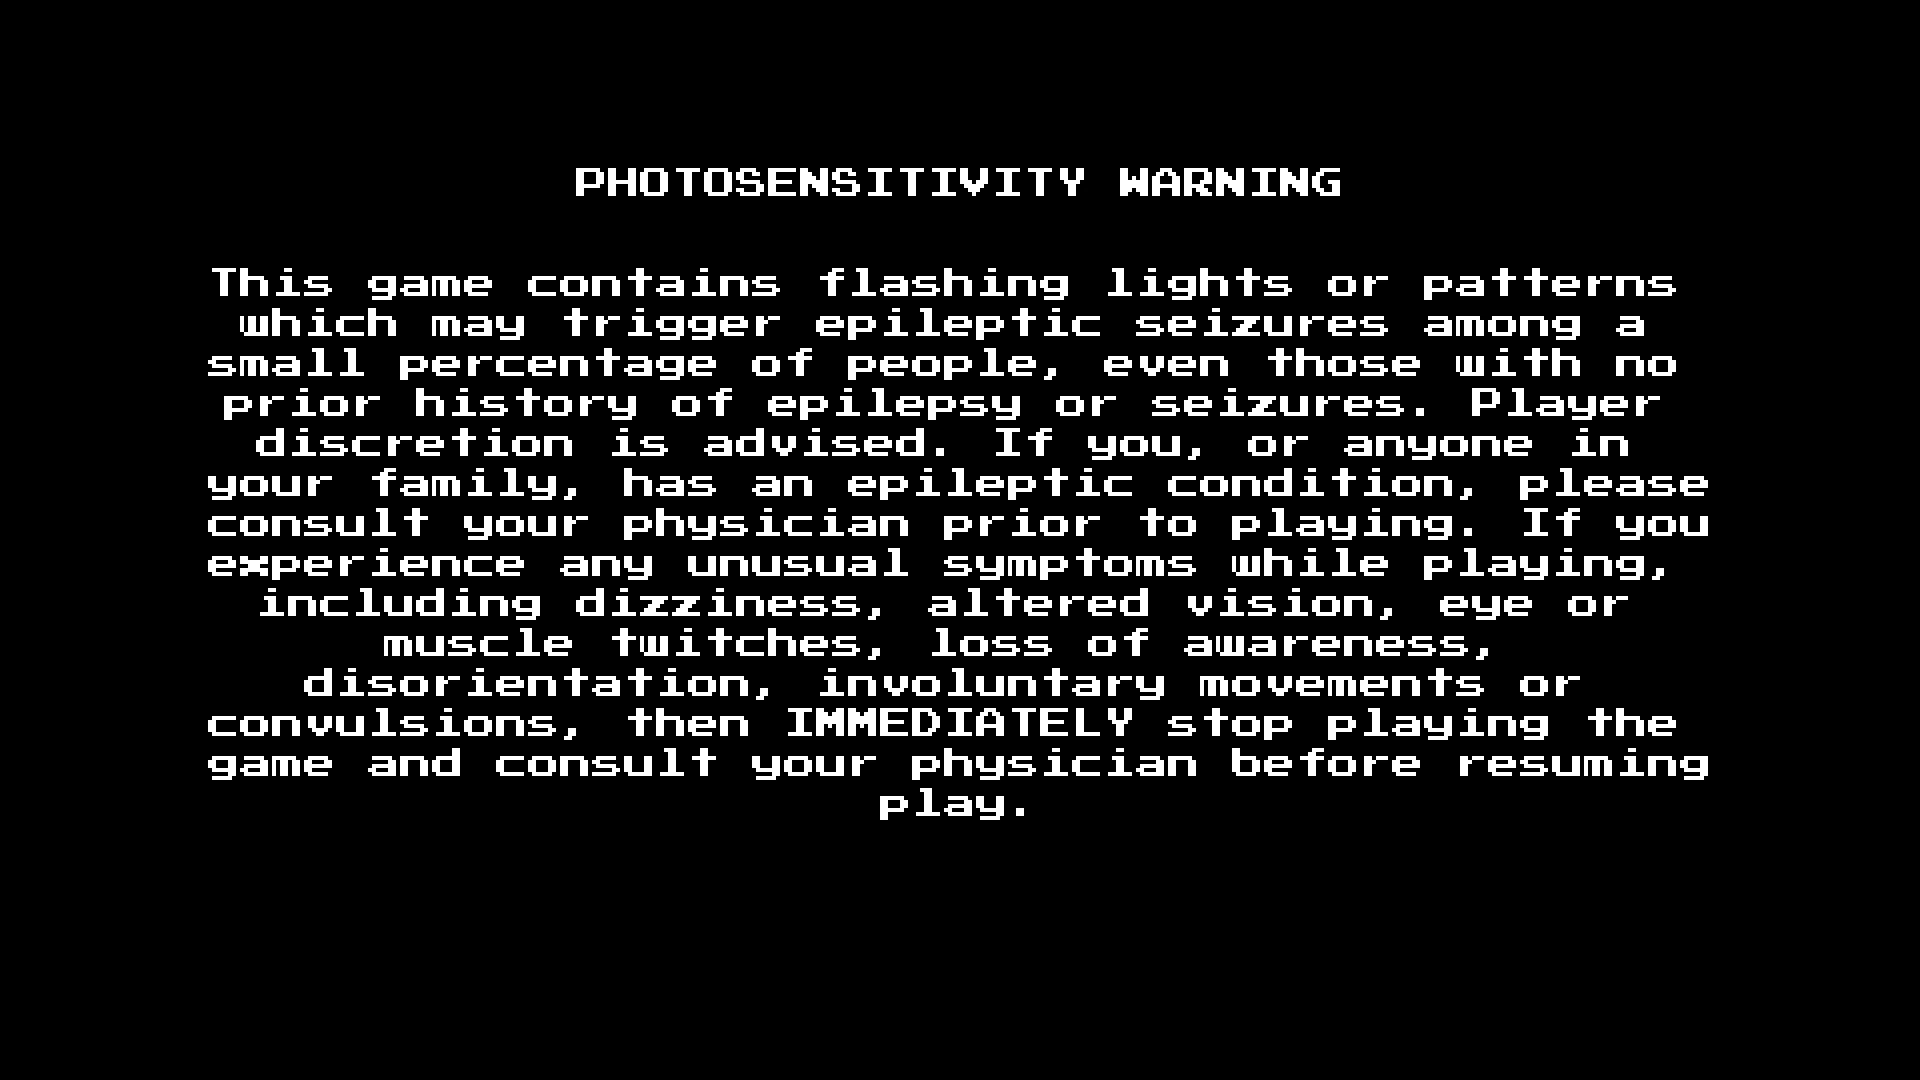 PHOTOSENSITIVITY WARNING
This game contains flashing lights or patterns
which may trigger epileptic seizures among a
small percentage of people, even those with no
prior history of epilepsy or seizures. Player
discretion is advised. If you, or anyone in
your family, has an epileptic condition, please
consult your physician prior to playing. If you
experience any unusual symptoms while playing,
including dizziness, altered vision, eye or
muscle twitches, loss of awareness,
disorientation, involuntary movements or
convulsions, then IMMEDIATELY stop playing the
game and consult your physician before resuming
play.